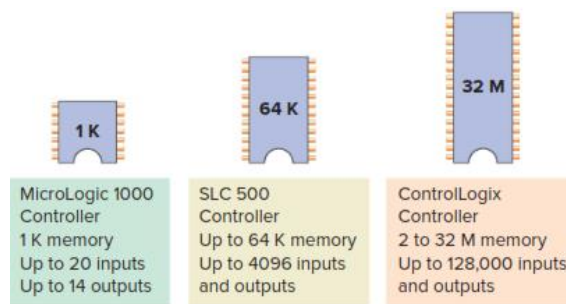 1 K
64 K
32 M
MicroLogic 1000
Controller
1 K memory
Up to 20 inputs
Up to 14 outputs
SLC 500
Controller
Up to 64 K memory
Up to 4096 inputs
and outputs
ControlLogix
Controller
2 to 32 M memory
Up to 128,000 inputs
and outputs